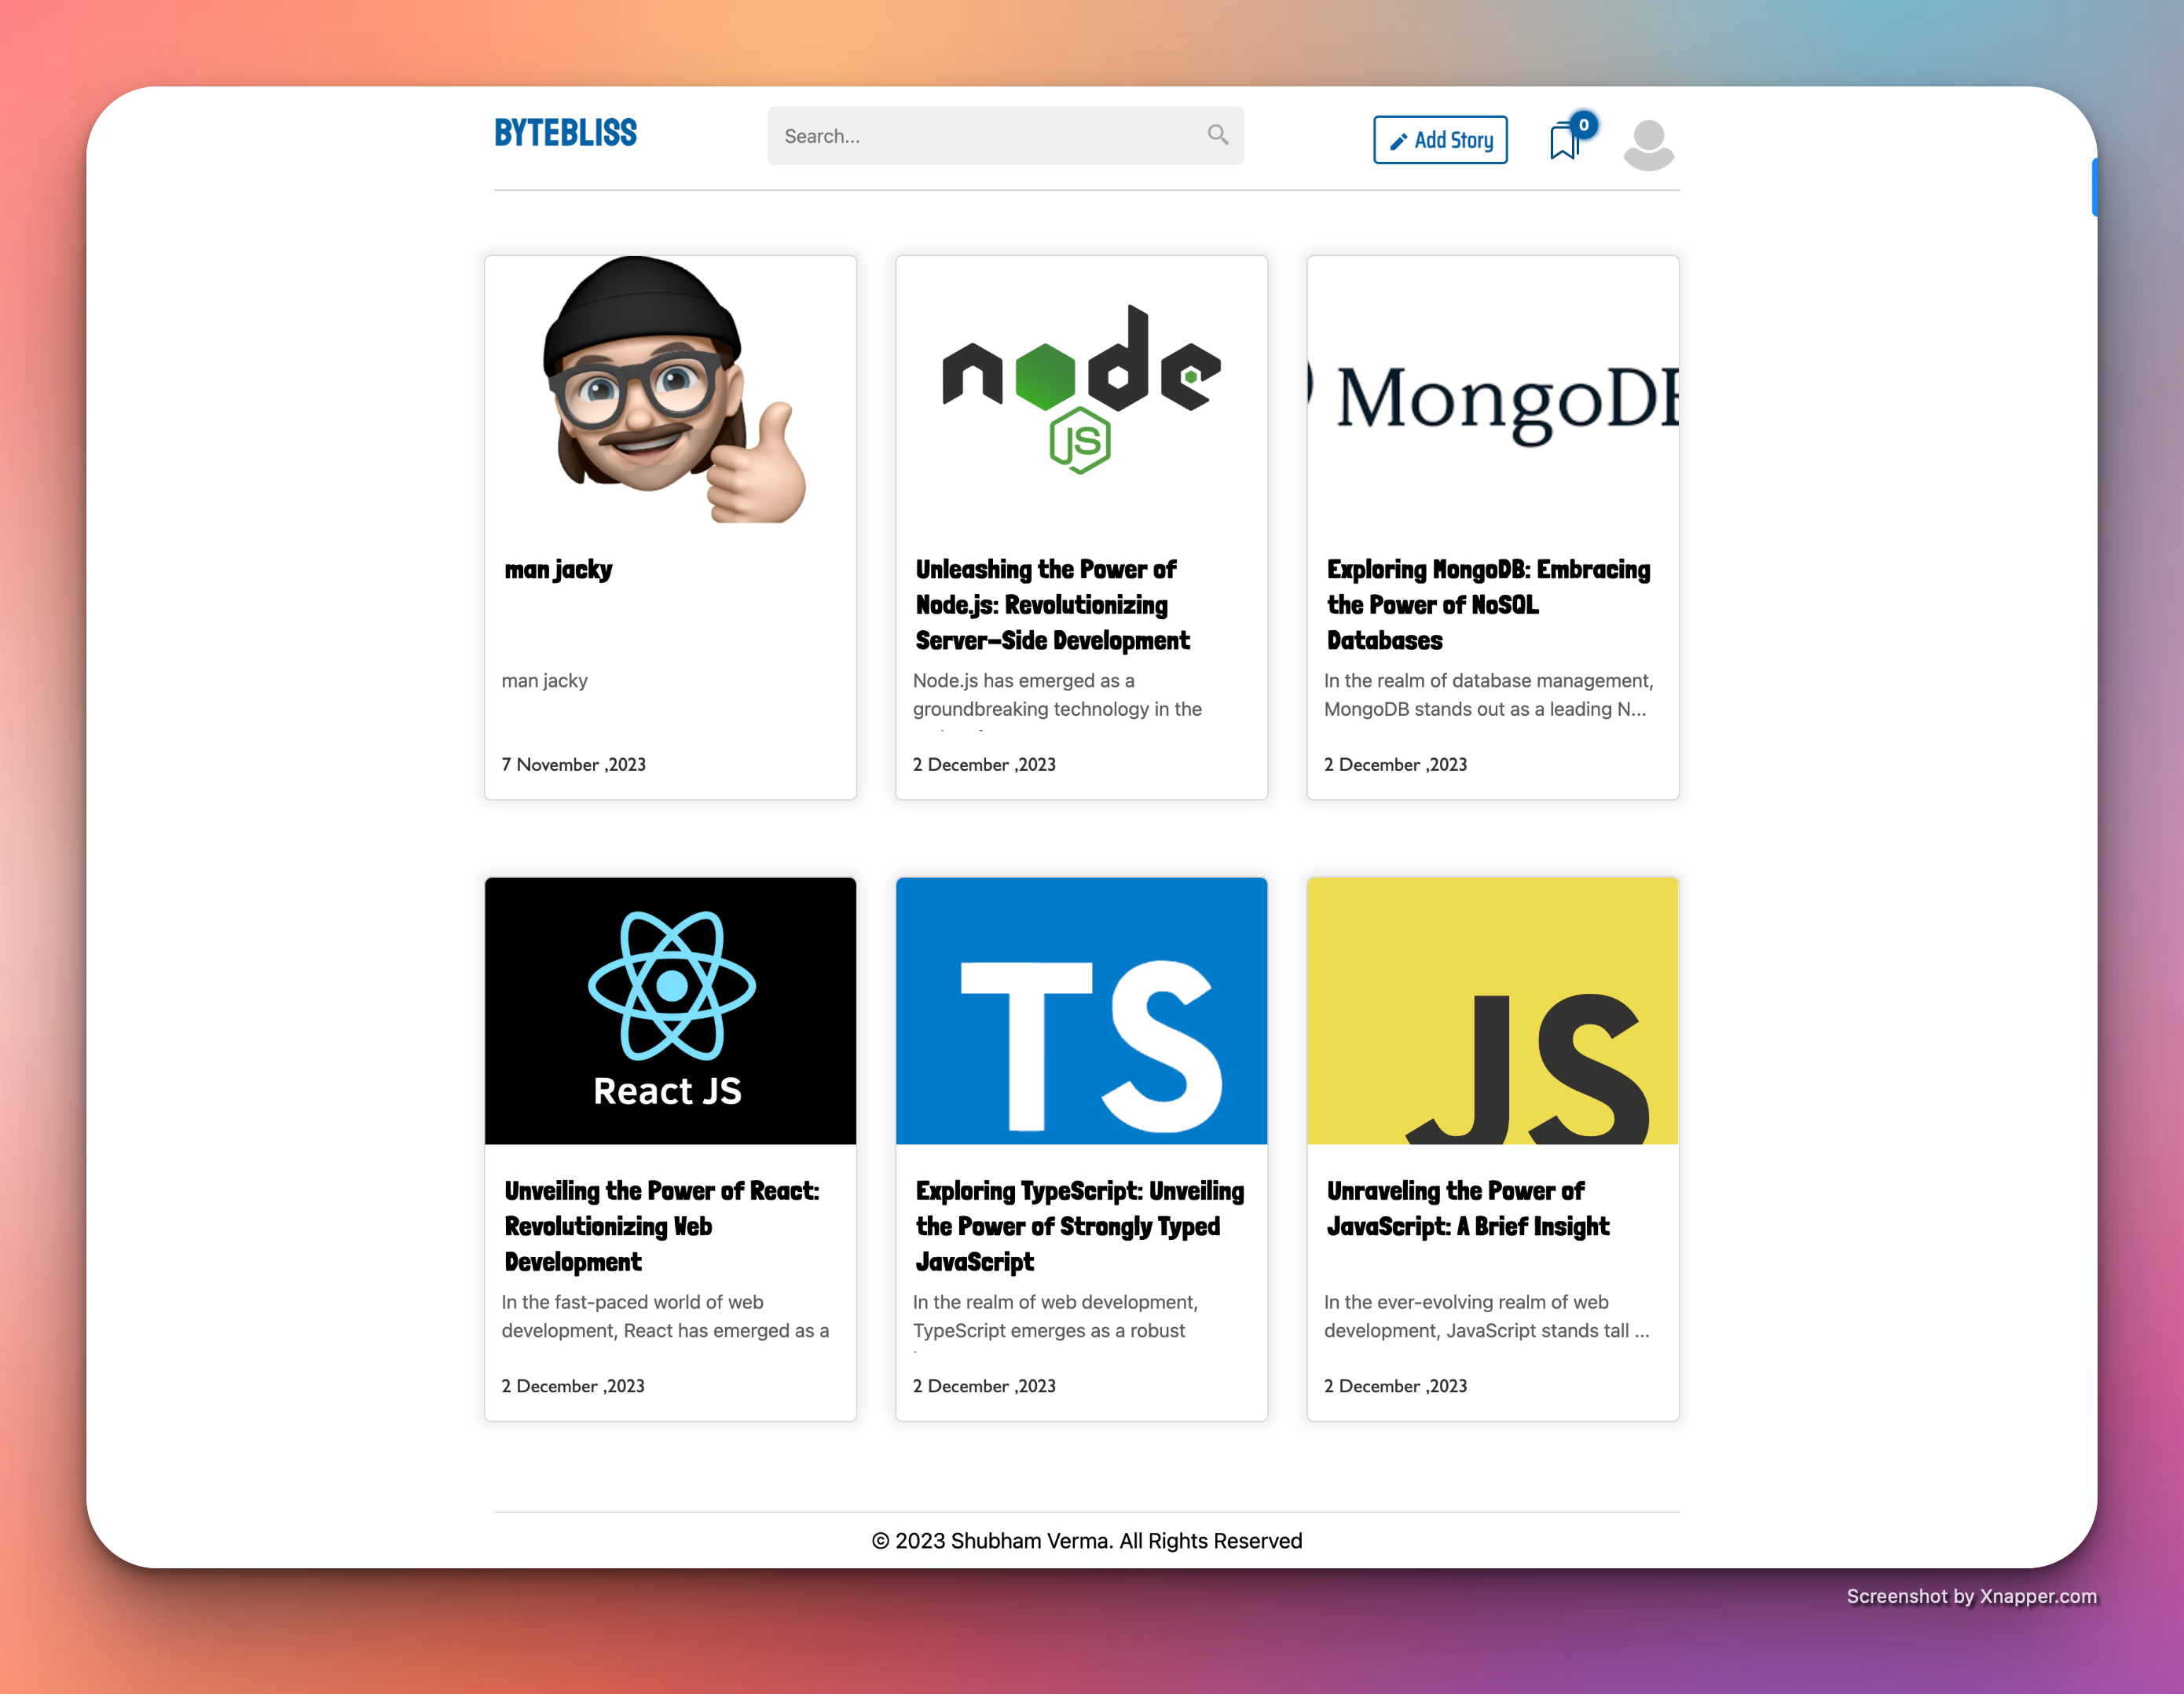 BYTEBLISS
Search...
Add Story
0
man jacky
man jacky
7 November ,2023
node
JS
Unleashing the Power of
Node.js: Revolutionizing
Server-Side Development
Node.js has emerged as a
groundbreaking technology in the
2 December ,2023
MongoDB
Exploring MongoDB: Embracing
the Power of NoSQL
Databases
In the realm of database management,
MongoDB stands out as a leading N...
2 December ,2023
React JS
Unveiling the Power of React:
Revolutionizing Web
Development
In the fast-paced world of web
development, React has emerged as a
2 December ,2023
TS
Exploring TypeScript: Unveiling
the Power of Strongly Typed
JavaScript
In the realm of web development,
TypeScript emerges as a robust
2 December ,2023
JS
Unraveling the Power of
JavaScript: A Brief Insight
In the ever-evolving realm of web
development, JavaScript stands tall ...
2 December ,2023
© 2023 Shubham Verma. All Rights Reserved
Screenshot by Xnapper.com